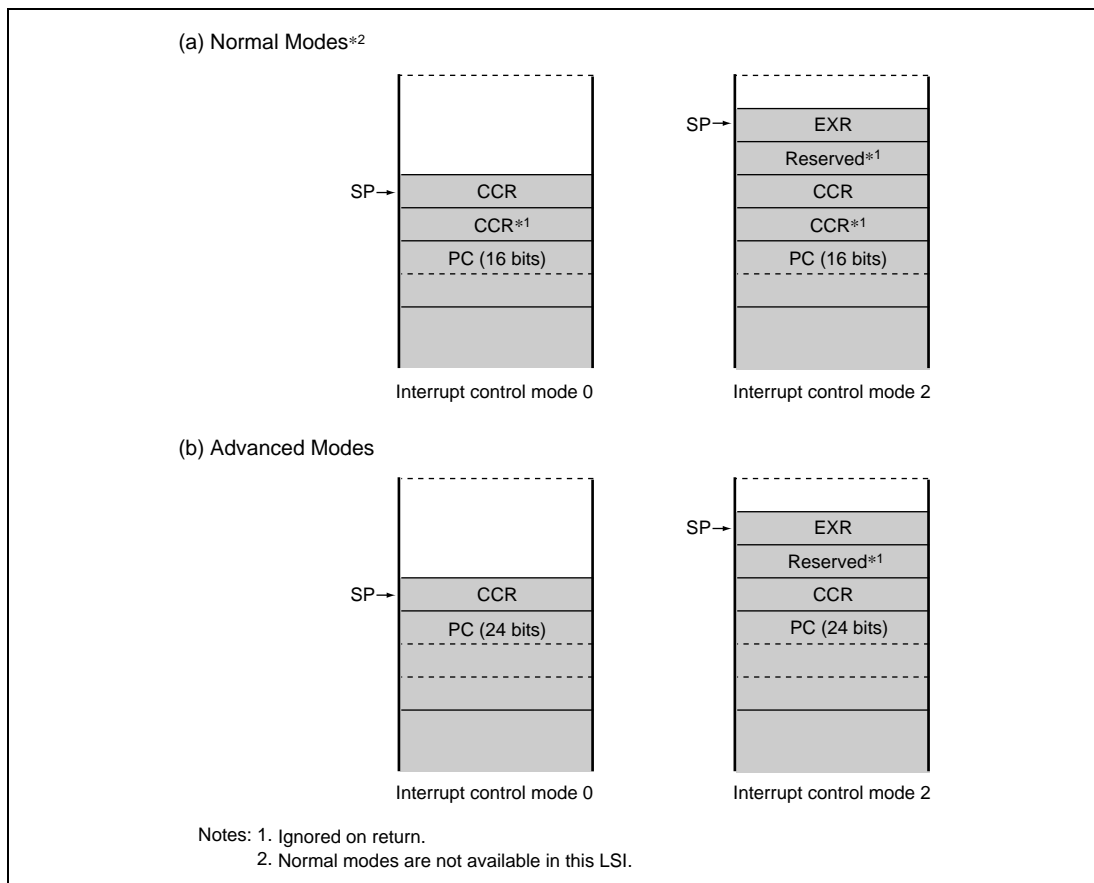 (a) Normal Modes*2
SP→ CCR
CCR*1
PC (16 bits)
Interrupt control mode 0
SP→ EXR
Reserved*1
CCR
CCR*1
PC (16 bits)
Interrupt control mode 2
(b) Advanced Modes
SP→ CCR
PC (24 bits)
Interrupt control mode 0
SP→ EXR
Reserved*1
CCR
PC (24 bits)
Interrupt control mode 2
Notes: 1. Ignored on return.
2. Normal modes are not available in this LSI.